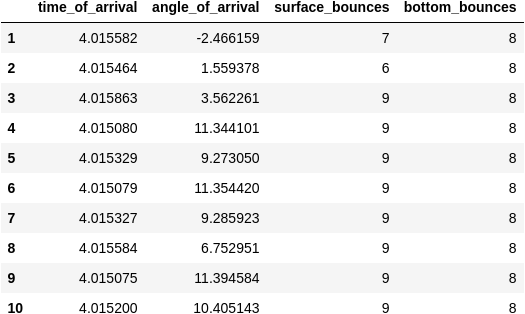 time_of_arrival angle_of_arrival surface_bounces bottom_bounces
1 4.015582 -2.466159 7 8
2 4.015464 1.559378 6 8
3 4.015863 3.562261 9 8
4 4.015080 11.344101 9 8
5 4.015329 9.273050 9 8
6 4.015079 11.354420 9 8
7 4.015327 9.285923 9 8
8 4.015584 6.752951 9 8
9 4.015075 11.394584 9 8
10 4.015200 10.405143 9 8